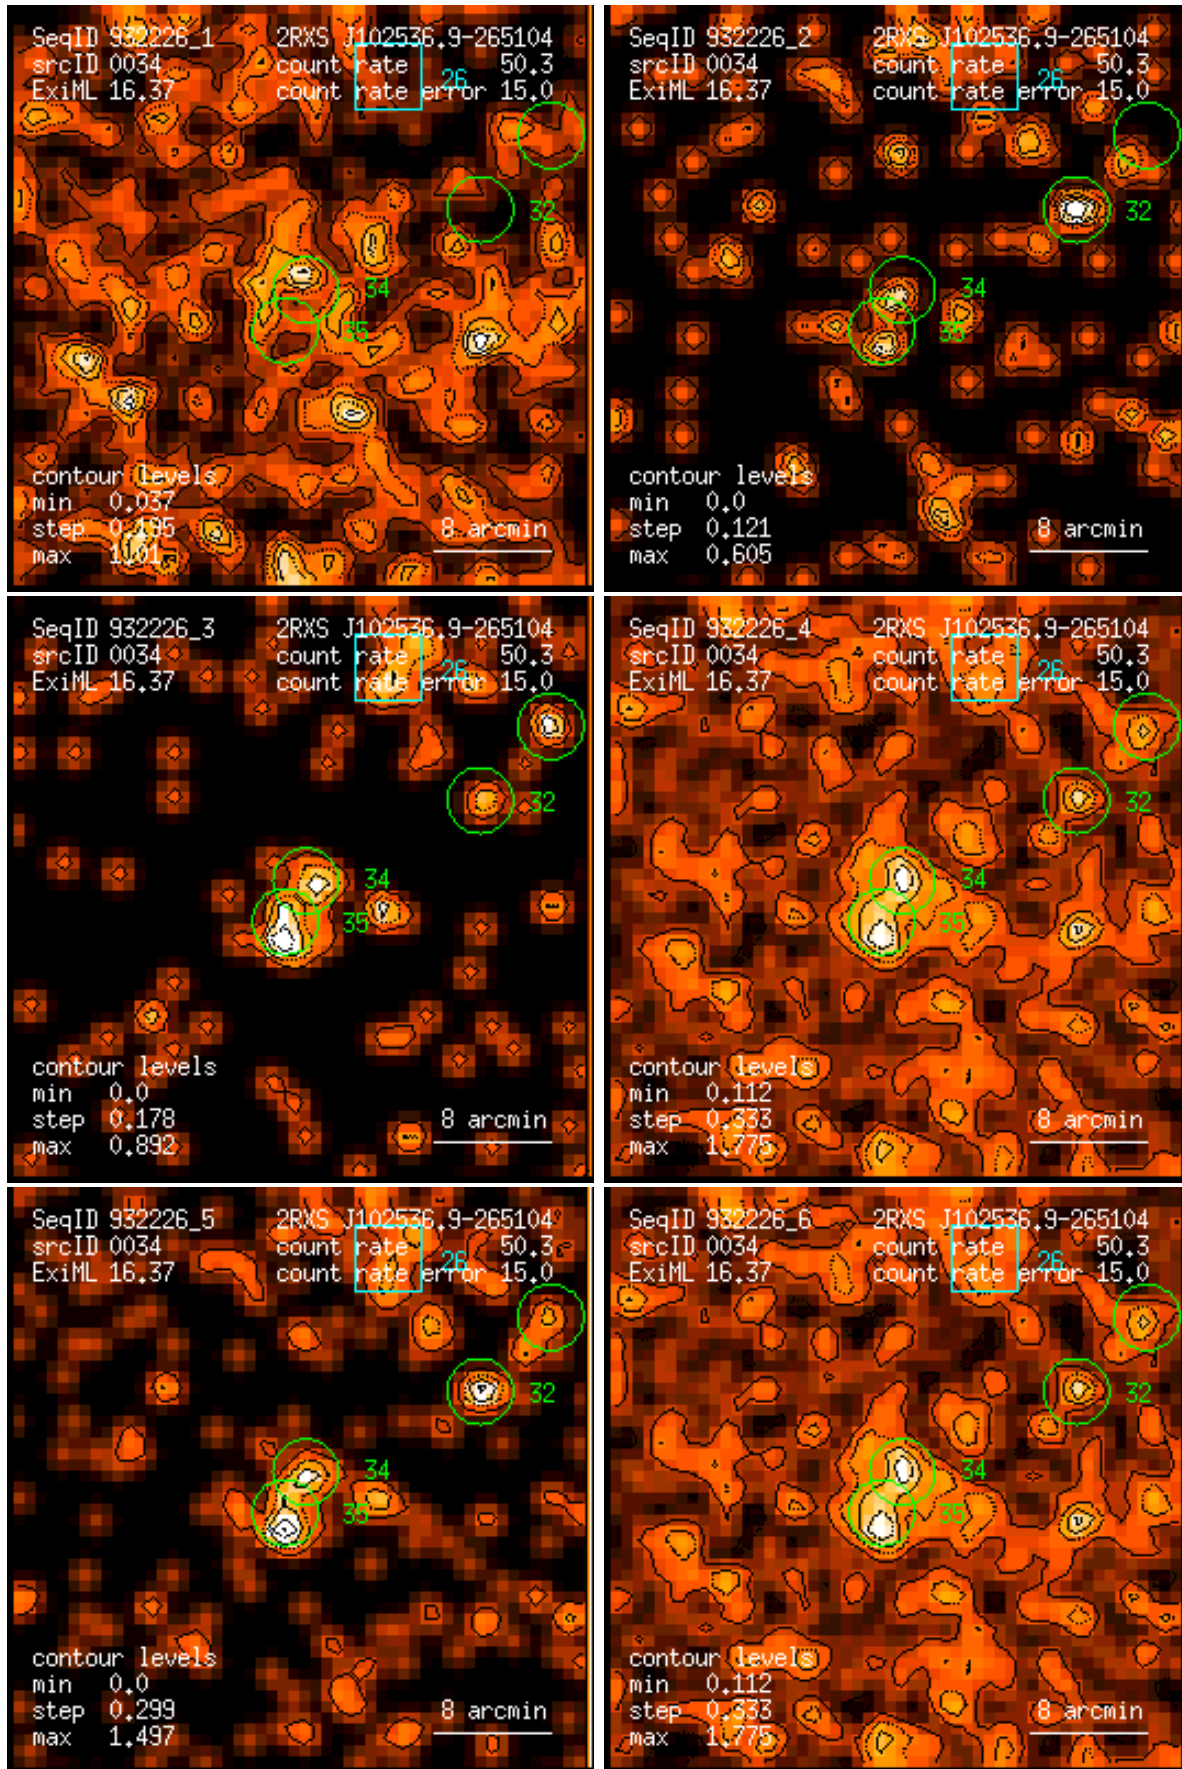 SeqID 932226_1 2RXS J102536.9-265104
srcID 0034 count rate 50.3
ExiML 16.37 count rate error 15.0
26
32
34
35
contour levels
min 0.037
step 0.195 8 arcmin
max 1.01
SeqID 932226_2 2RXS J102536.9-265104
srcID 0034 count rate 50.3
ExiML 16.37 count rate error 15.0
26
32
34
35
contour levels
min 0.0
step 0.121 8 arcmin
max 0.605
SeqID 932226_3 2RXS J102536.9-265104
srcID 0034 count rate 50.3
ExiML 16.37 count rate error 15.0
26
32
34
35
contour levels
min 0.0
step 0.178 8 arcmin
max 0.892
SeqID 932226_4 2RXS J102536.9-265104
srcID 0034 count rate 50.3
ExiML 16.37 count rate error 15.0
26
32
34
35
contour levels
min 0.112
step 0.333 8 arcmin
max 1.775
SeqID 932226_5 2RXS J102536.9-265104
srcID 0034 count rate 50.3
ExiML 16.37 count rate error 15.0
26
32
34
35
contour levels
min 0.0
step 0.299 8 arcmin
max 1.497
SeqID 932226_6 2RXS J102536.9-265104
srcID 0034 count rate 50.3
ExiML 16.37 count rate error 15.0
26
32
34
35
contour levels
min 0.112
step 0.333 8 arcmin
max 1.775